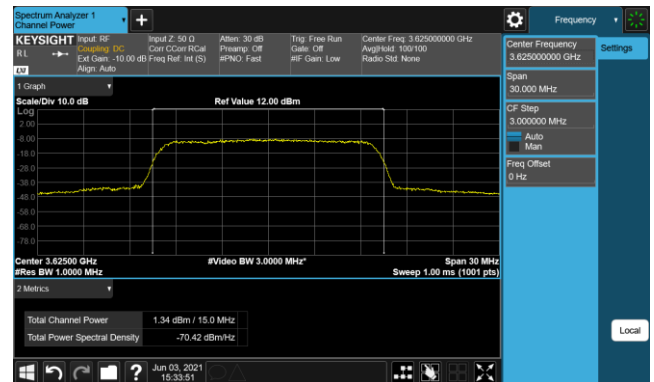 Spectrum Analyzer 1
Channel Power
Frequency
KEYSIGHT
RL
LXI
Input: RF
Coupling: DC
Ext Gain: -10.00 dB
Align: Auto
Input Z: 50 Ω
Corr CCorr RCal
Freq Ref: Int (S)
Atten: 30 dB
Preamp: Off
#PNO: Fast
Trig: Free Run
Gate: Off
#IF Gain: Low
Center Freq: 3.625000000 GHz
Avg|Hold: 100/100
Radio Std: None
Center Frequency
3.625000000 GHz
Settings
Span
30.000 MHz
CF Step
3.000000 MHz
Auto
Man
Freq Offset
0 Hz
1 Graph
Scale/Div 10.0 dB
Ref Value 12.00 dBm
Log
2.00
-8.00
-18.0
-28.0
-38.0
-48.0
-58.0
-68.0
-78.0
Center 3.62500 GHz
#Video BW 3.0000 MHz*
Span 30 MHz
#Res BW 1.0000 MHz
Sweep 1.00 ms (1001 pts)
2 Metrics
Total Channel Power 1.34 dBm / 15.0 MHz
Total Power Spectral Density -70.42 dBm/Hz
Local
?
Jun 03, 2021
15:33:51